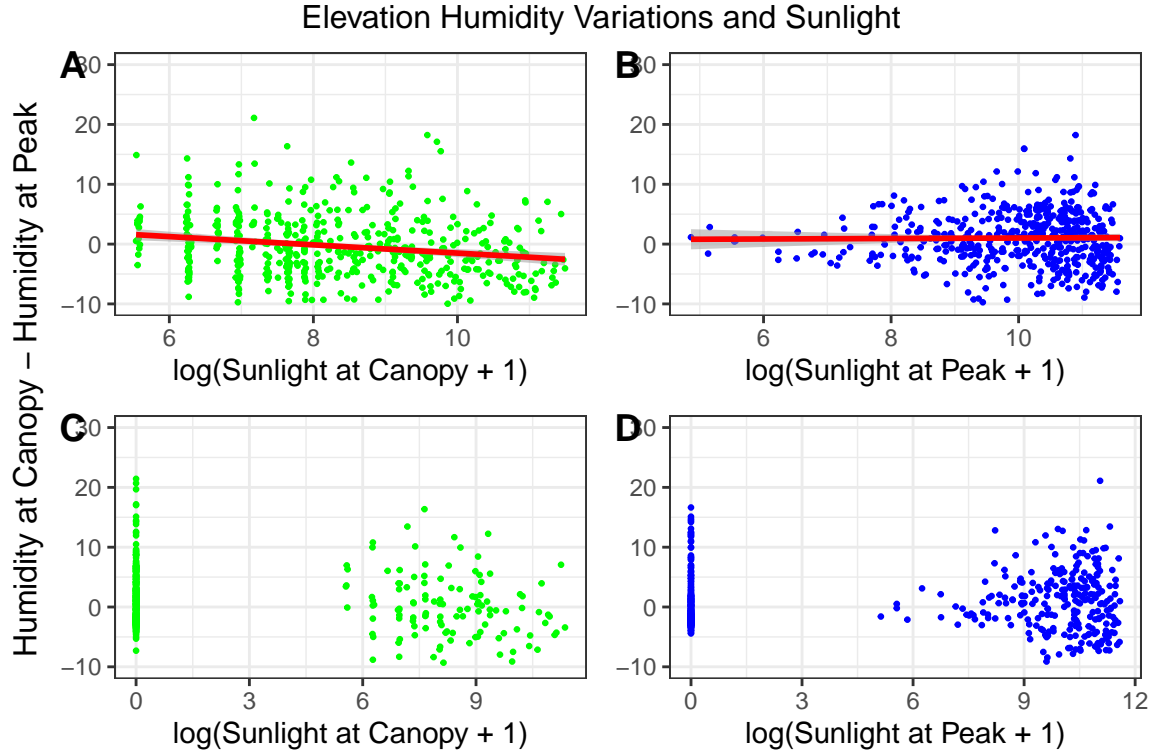 Elevation Humidity Variations and Sunlight
Humidity at Canopy − Humidity at Peak
A
30
20
10
0
−10
6 8 10
log(Sunlight at Canopy + 1)
B
30
20
10
0
−10
6 8 10
log(Sunlight at Peak + 1)
C
30
20
10
0
−10
0 3 6 9
log(Sunlight at Canopy + 1)
D
30
20
10
0
−10
0 3 6 9 12
log(Sunlight at Peak + 1)